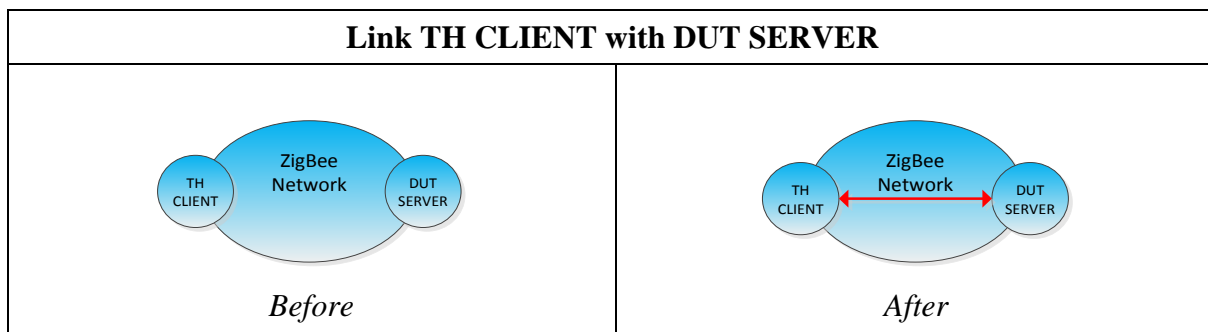 Link TH CLIENT with DUT SERVER
ZigBee
Network
TH
CLIENT
DUT
SERVER
Before
ZigBee
Network
TH
CLIENT
DUT
SERVER
After